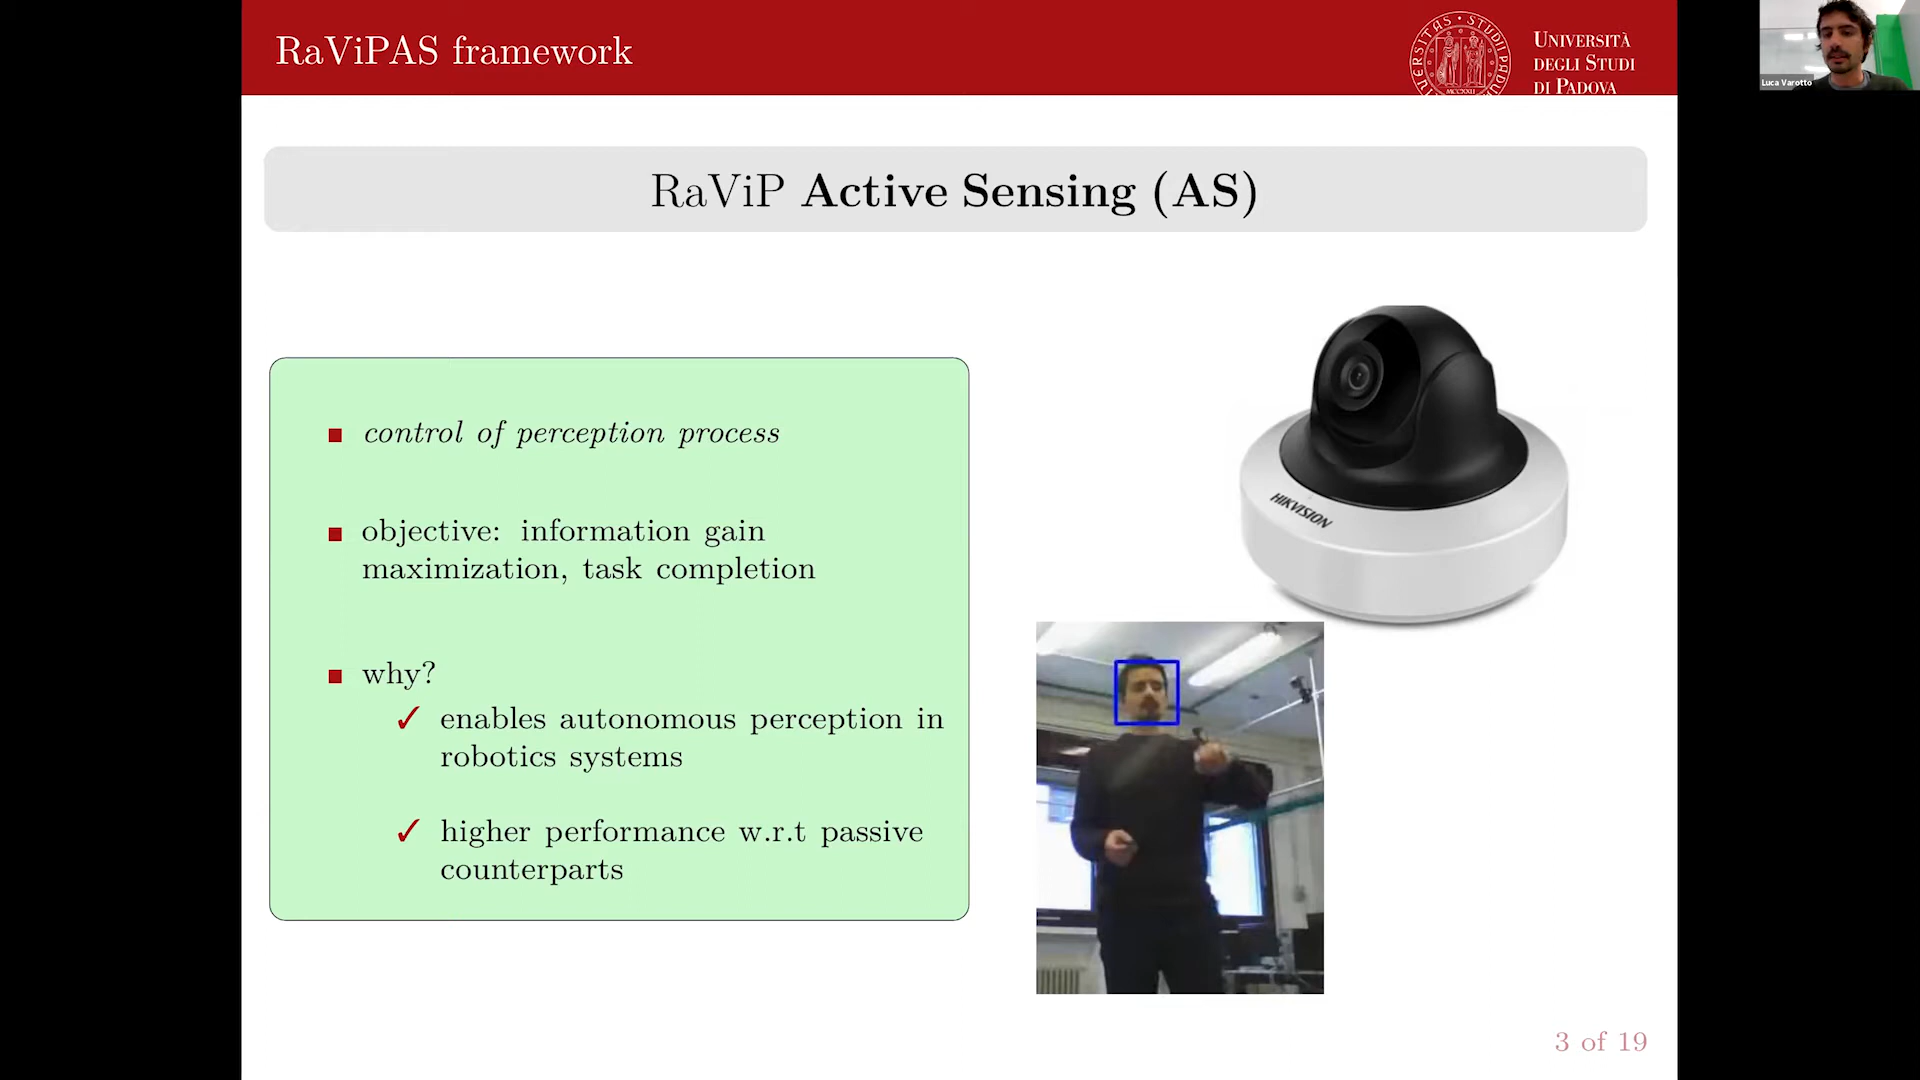 RaViPAS framework
UNIVERSITÀ
DEGLI STUDI
DI PADOVA
Luca Varotto
RaViP Active Sensing (AS)
control of perception process
objective: information gain
maximization, task completion
why?
✓ enables autonomous perception in
robotics systems
✓ higher performance w.r.t passive
counterparts
HIKVISION
3 of 19